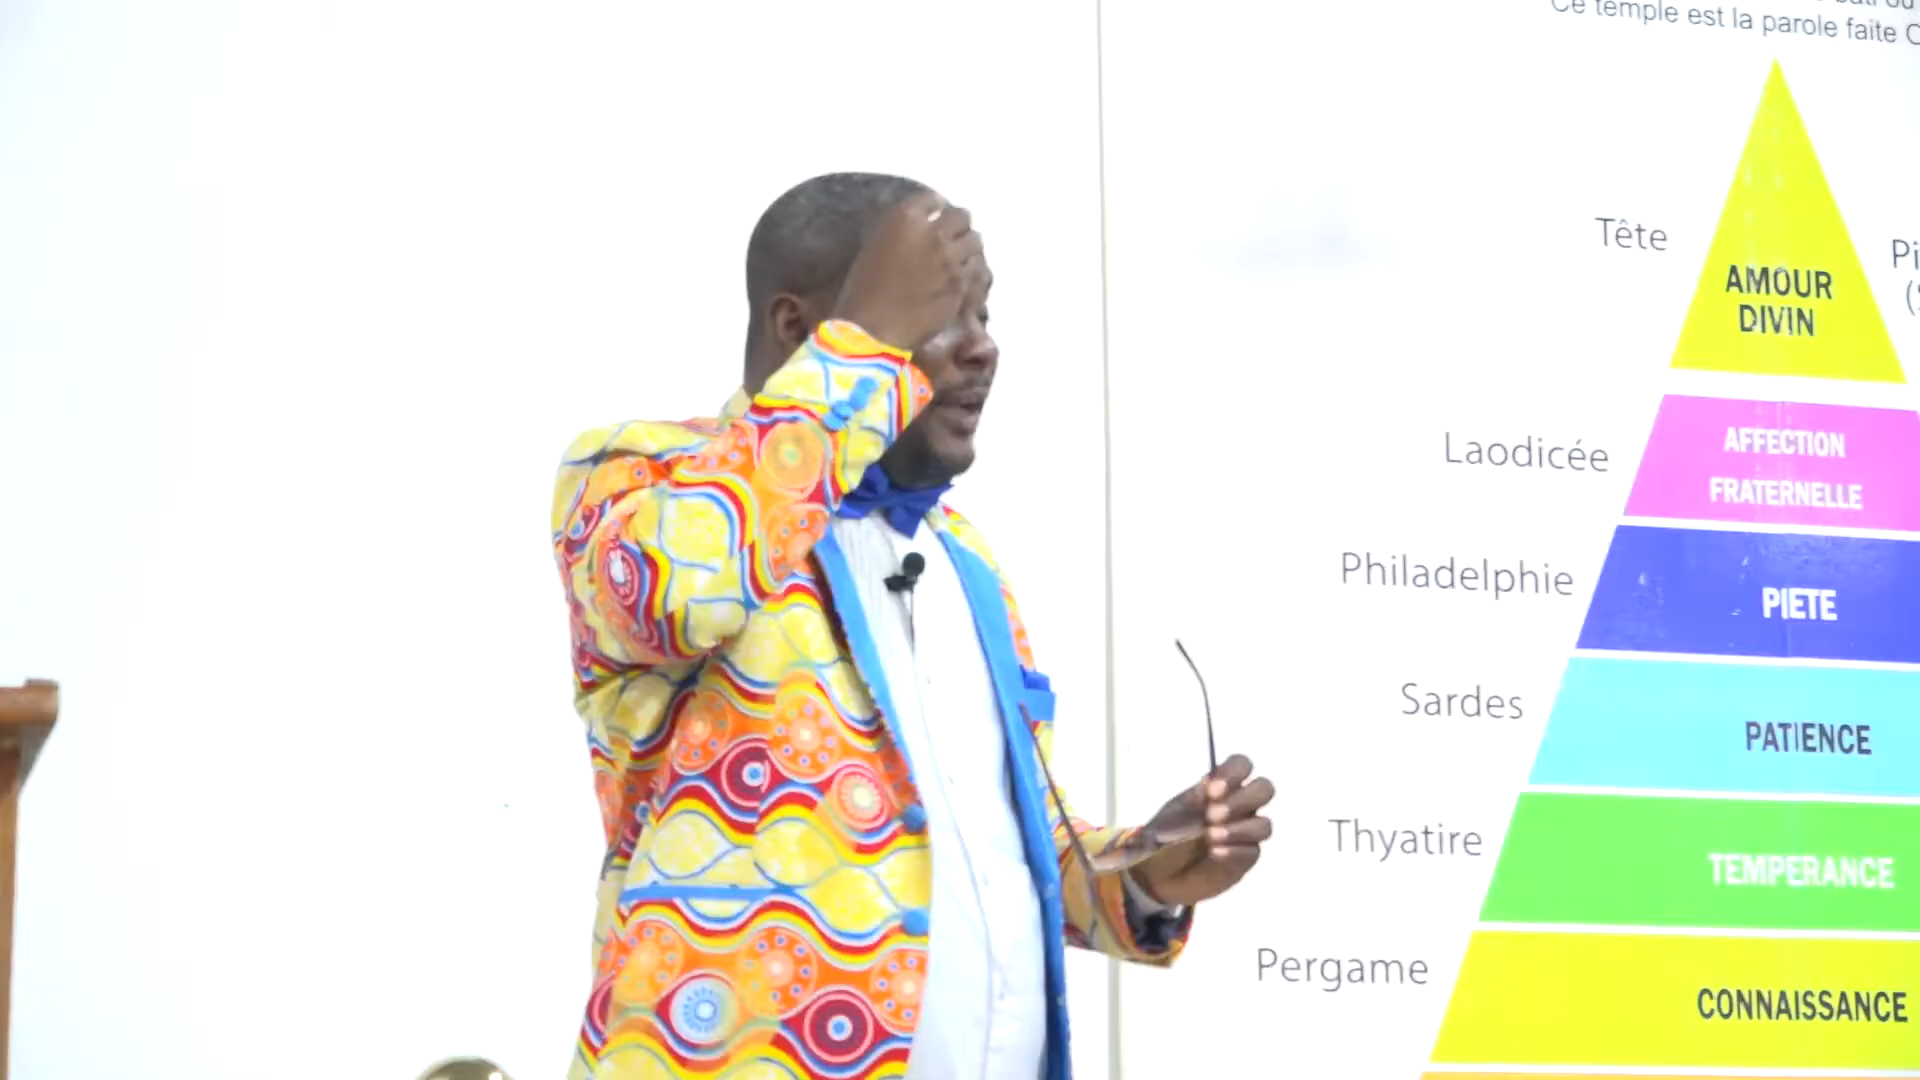 Ce temple est la parole faite
Tête
AMOUR
DIVIN
Laodicée
AFFECTION
FRATERNELLE
Philadelphie
PIETE
Sardes
PATIENCE
Thyatire
TEMPERANCE
Pergame
CONNAISSANCE